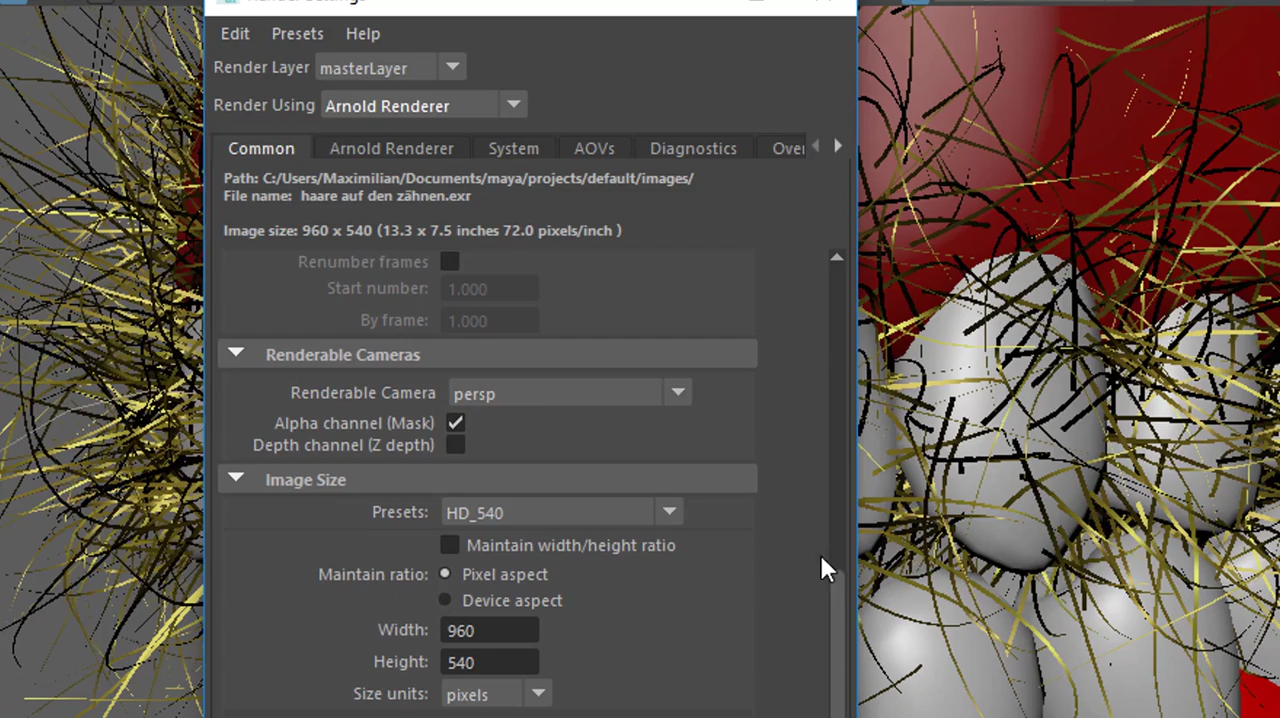 Edit Presets Help
Render Layer masterLayer
Render Using Arnold Renderer
Common Arnold Renderer System AOVs Diagnostics Over
Path: C:/Users/Maximilian/Documents/maya/projects/default/images/
File name: haare auf den zähnen.exr
Image size: 960 x 540 (13.3 x 7.5 inches 72.0 pixels/inch )
Renumber frames
Start number: 1.000
By frame: 1.000
Renderable Cameras
Renderable Camera persp
Alpha channel (Mask)
Depth channel (Z depth)
Image Size
Presets: HD_540
Maintain width/height ratio
Maintain ratio: Pixel aspect
Device aspect
Width: 960
Height: 540
Size units: pixels